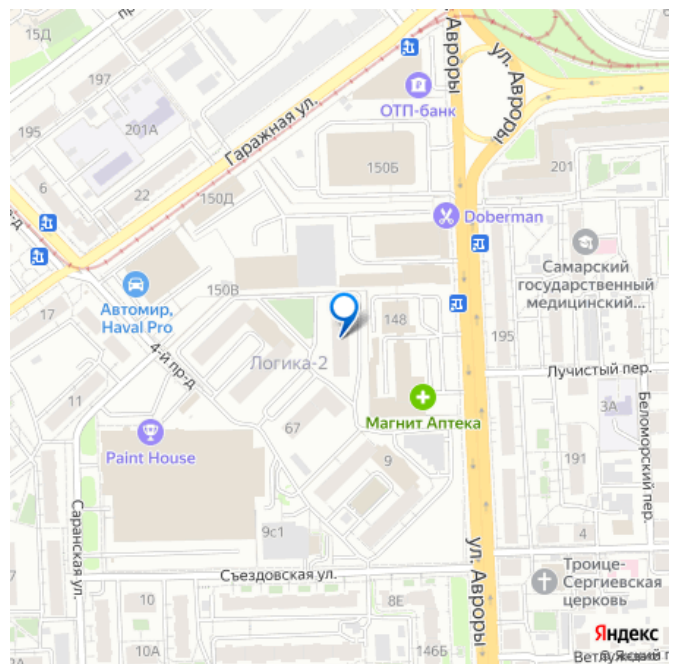 15Д
197
ул. Авроры
ОТП-банк
195
201А
Гаражная ул.
150Б
201
6
22
150Д
Doberman
Самарский
государственный
медицинский...
150В
Автомир,
Haval Pro
17
148
195
4-й пр-д
Логика-2
Лучистый пер.
11
Магнит Аптека
3А
Беломорский пер.
67
Paint House
9
191
Саранская ул.
9с1
4
ул. Авроры
Съездовская ул.
Троице-
Сергиевская
церковь
10
8Е
146Б
Яндекс